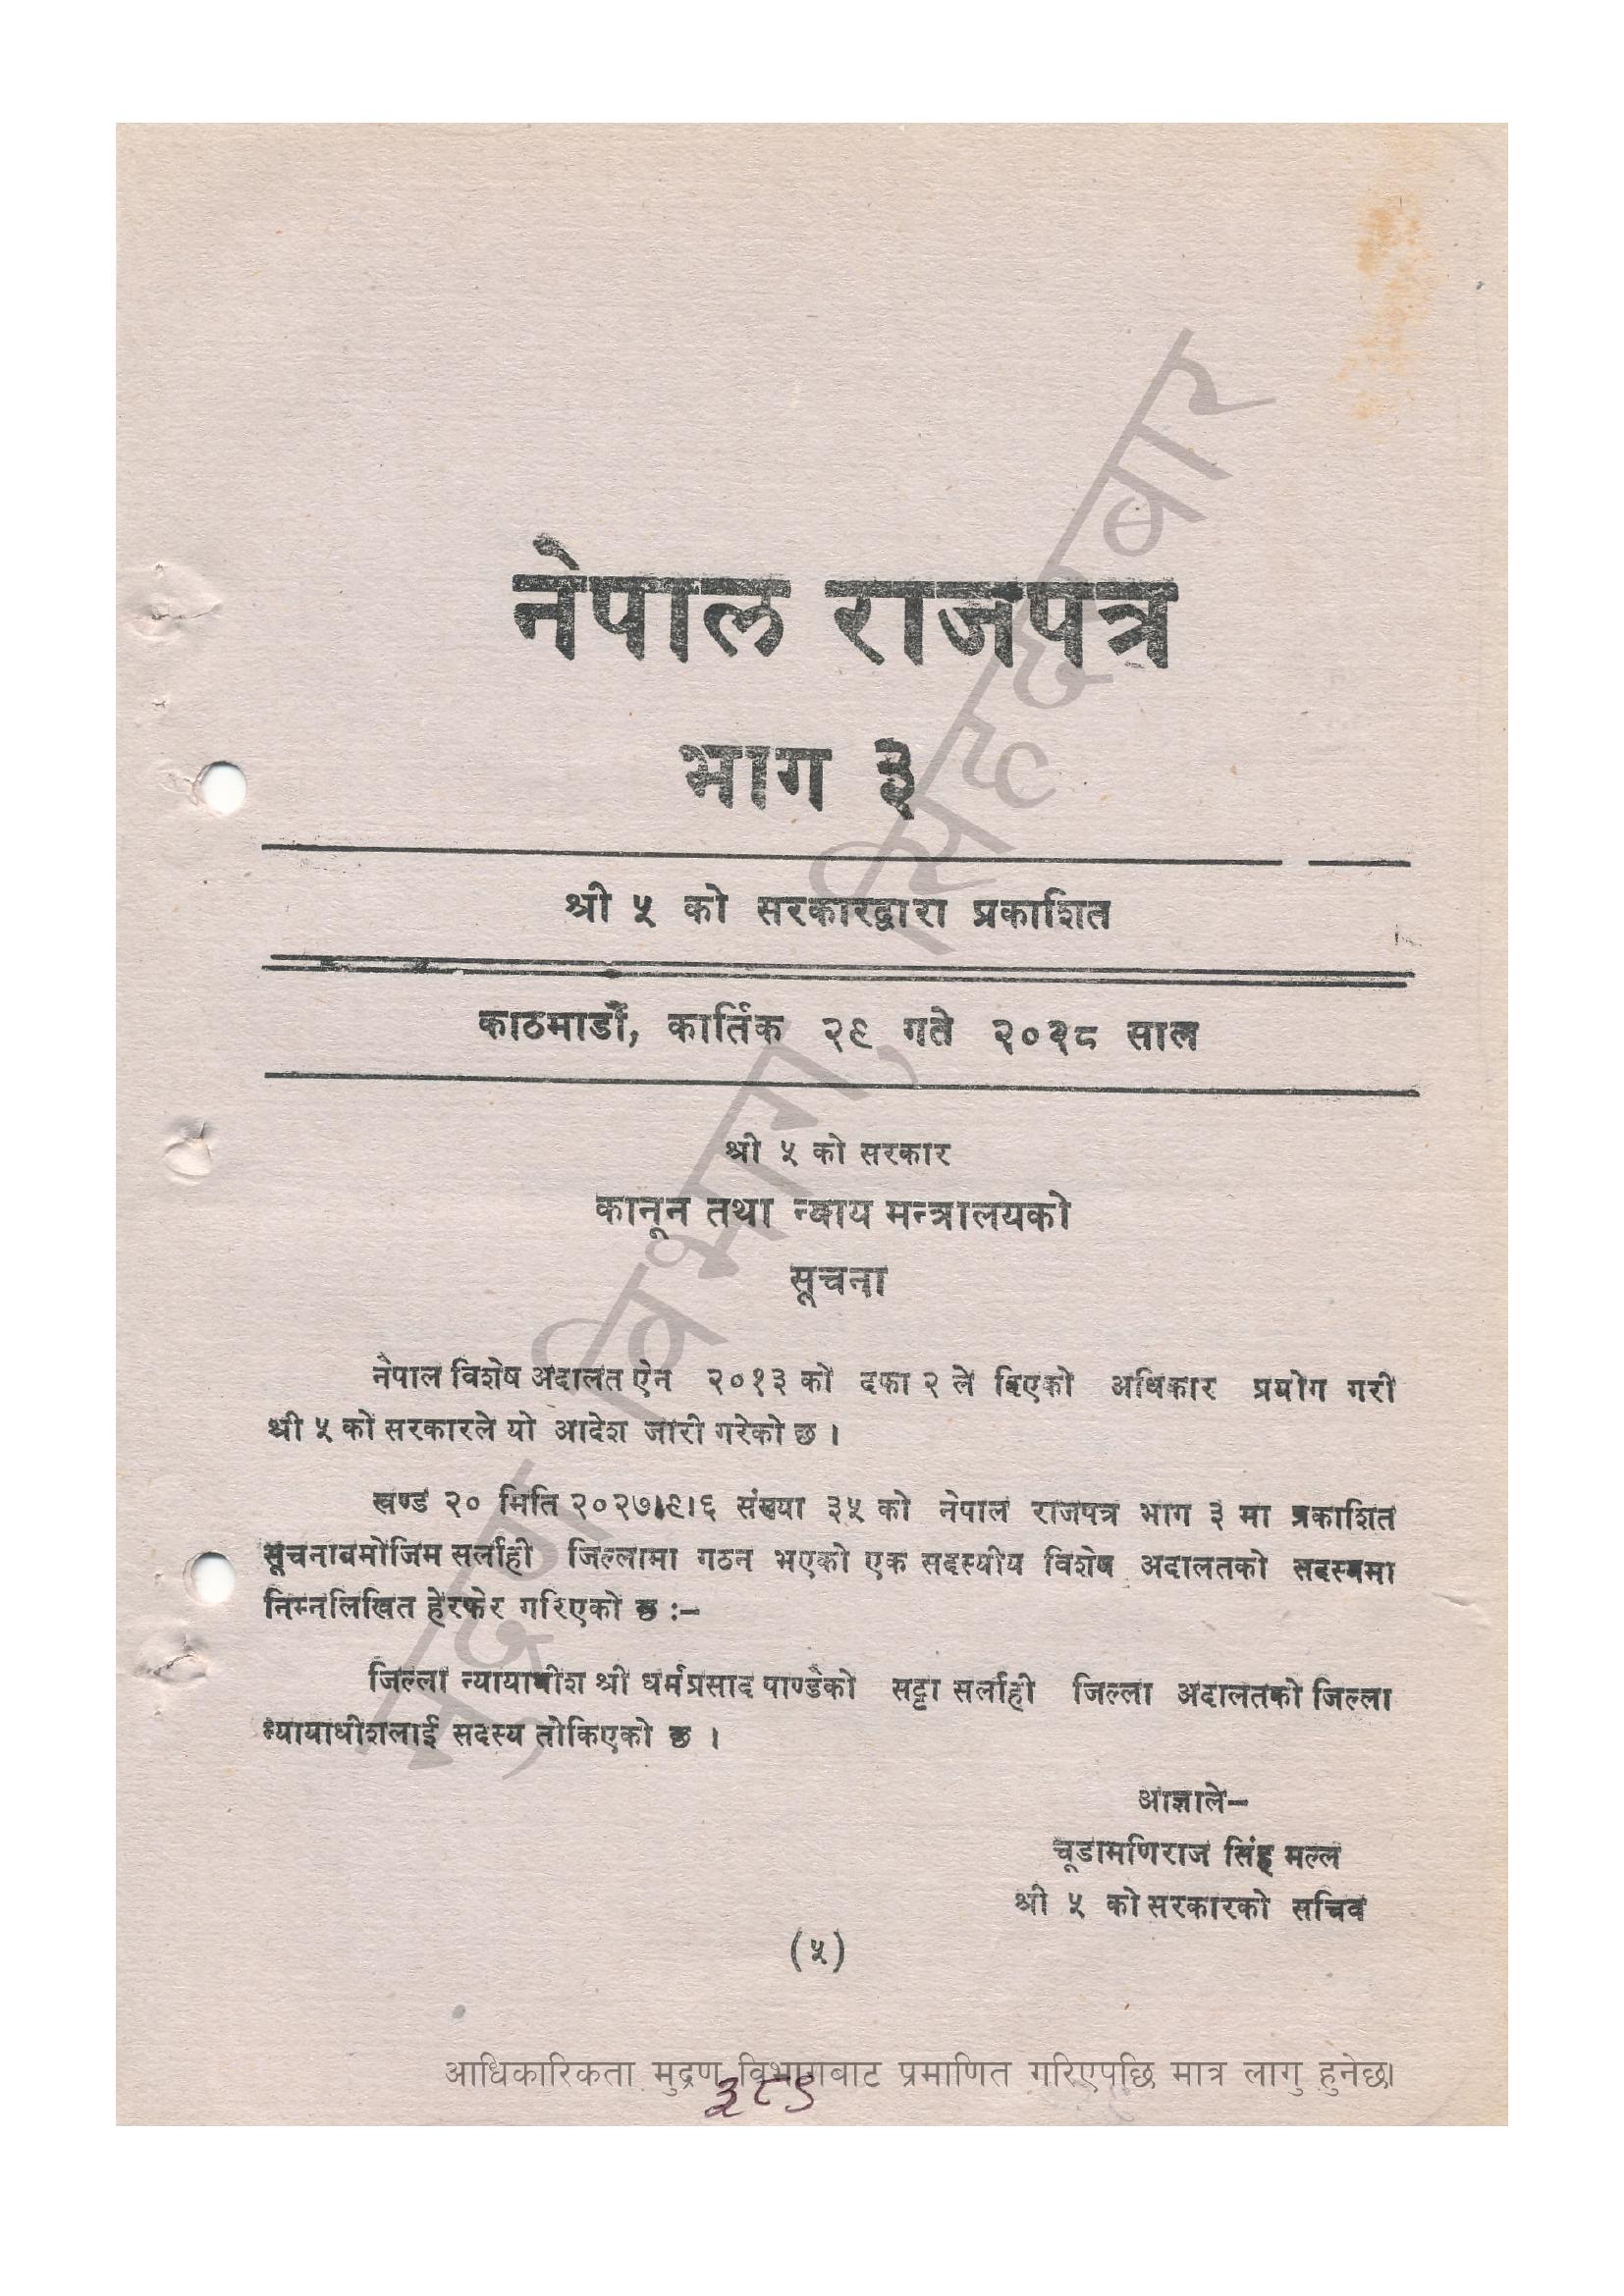 नेपाल राजपत्र
भाग ३
श्री ५ को सरकारद्वारा प्रकाशित
काठमाडौं, कार्तिक २९ गते २०२८ साल
श्री ५ को सरकार
कानून तथा न्याय मन्त्रालयको
सूचना
नेपाल विशेष अदालत ऐन २०१३ को दफा २ ले दिएको अधिकार प्रयोग गरी
श्री ५ को सरकारले यो आदेश जारी गरेको छ ।
खण्ड २० मिति २०२७।९।६ संख्या ३५ को नेपाल राजपत्र भाग ३ मा प्रकाशित
सूचनाबमोजिम सर्लाही जिल्लामा गठन भएको एक सदस्यीय विशेष अदालतको सदस्यमा
निम्नलिखित हेरफेर गरिएको छ :–
जिल्ला न्यायाधीश श्री धर्मप्रसाद पाण्डेको सट्टा सर्लाही जिल्ला अदालतको जिल्ला
न्यायाधीशलाई सदस्य तोकिएको छ ।
आज्ञाले–
चूडामणिराज सिंह मल्ल
श्री ५ को सरकारको सचिव
(५)
आधिकारिकता मुद्रण विभागबाट प्रमाणित गरिएपछि मात्र लागु हुनेछ।
३८९
मुद्रण विभाग, सिंहदरबार